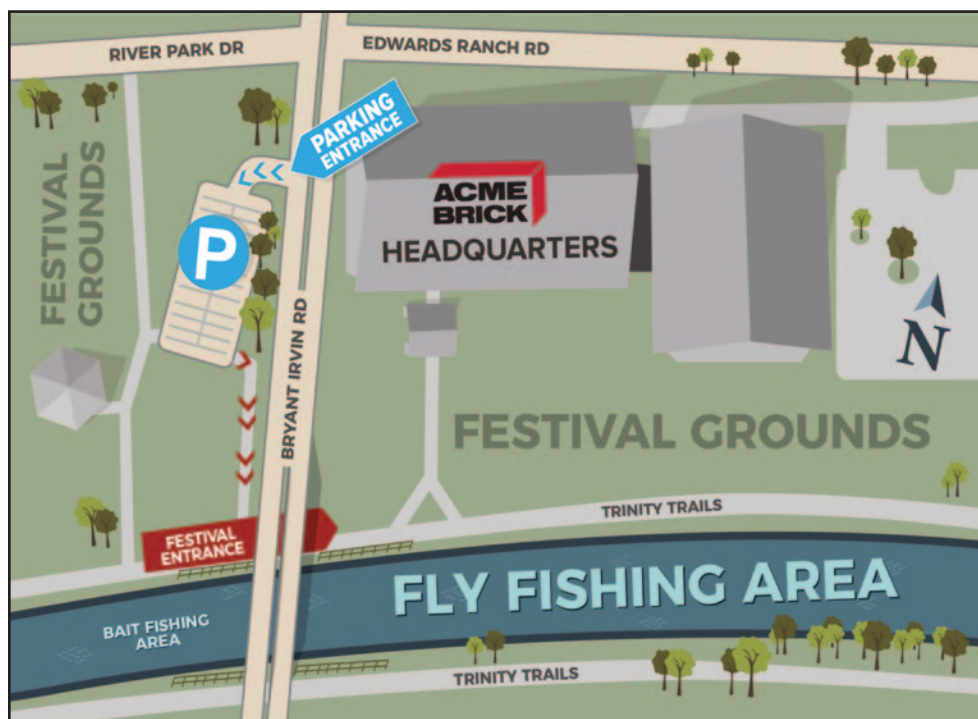 RIVER PARK DR
EDWARDS RANCH RD
PARKING
ENTRANCE
FESTIVAL
GROUNDS
P
ACME
BRICK
HEADQUARTERS
BRYANT IRVIN RD
N
FESTIVAL GROUNDS
TRINITY TRAILS
FESTIVAL
ENTRANCE
FLY FISHING AREA
BAIT FISHING
AREA
TRINITY TRAILS